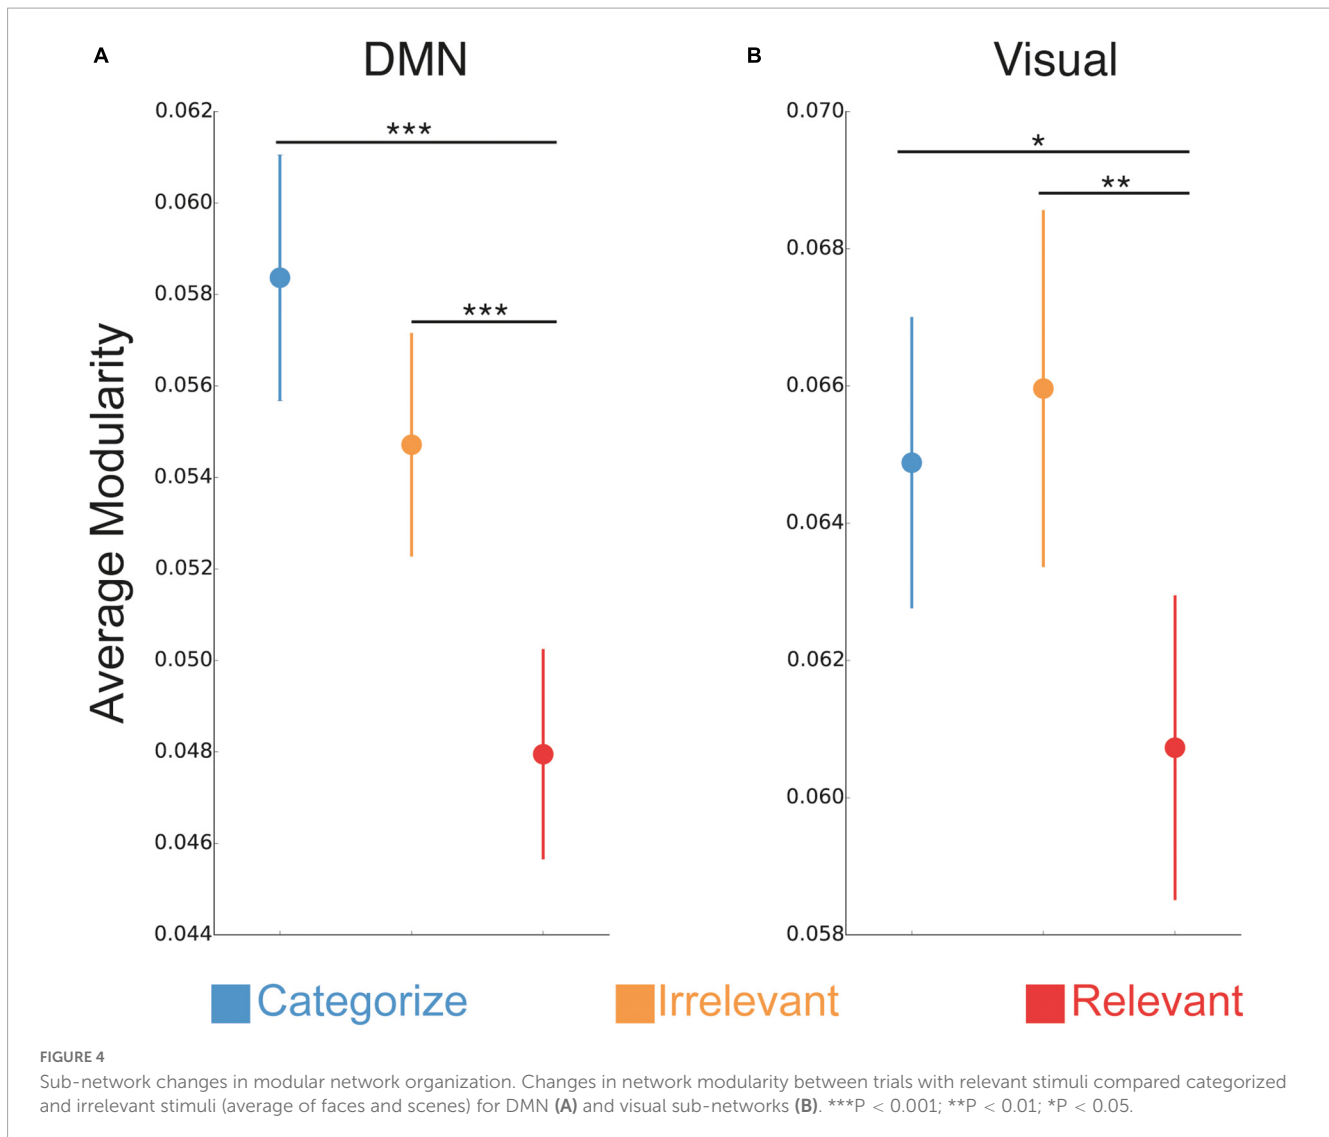 A
DMN
B
Visual
Average Modularity
0.062
0.060
0.058
0.056
0.054
0.052
0.050
0.048
0.046
0.044
***
***
0.070
0.068
0.066
0.064
0.062
0.060
0.058
*
**
Categorize
Irrelevant
Relevant
FIGURE 4
Sub-network changes in modular network organization. Changes in network modularity between trials with relevant stimuli compared categorized
and irrelevant stimuli (average of faces and scenes) for DMN (A) and visual sub-networks (B). ***P < 0.001; **P < 0.01; *P < 0.05.